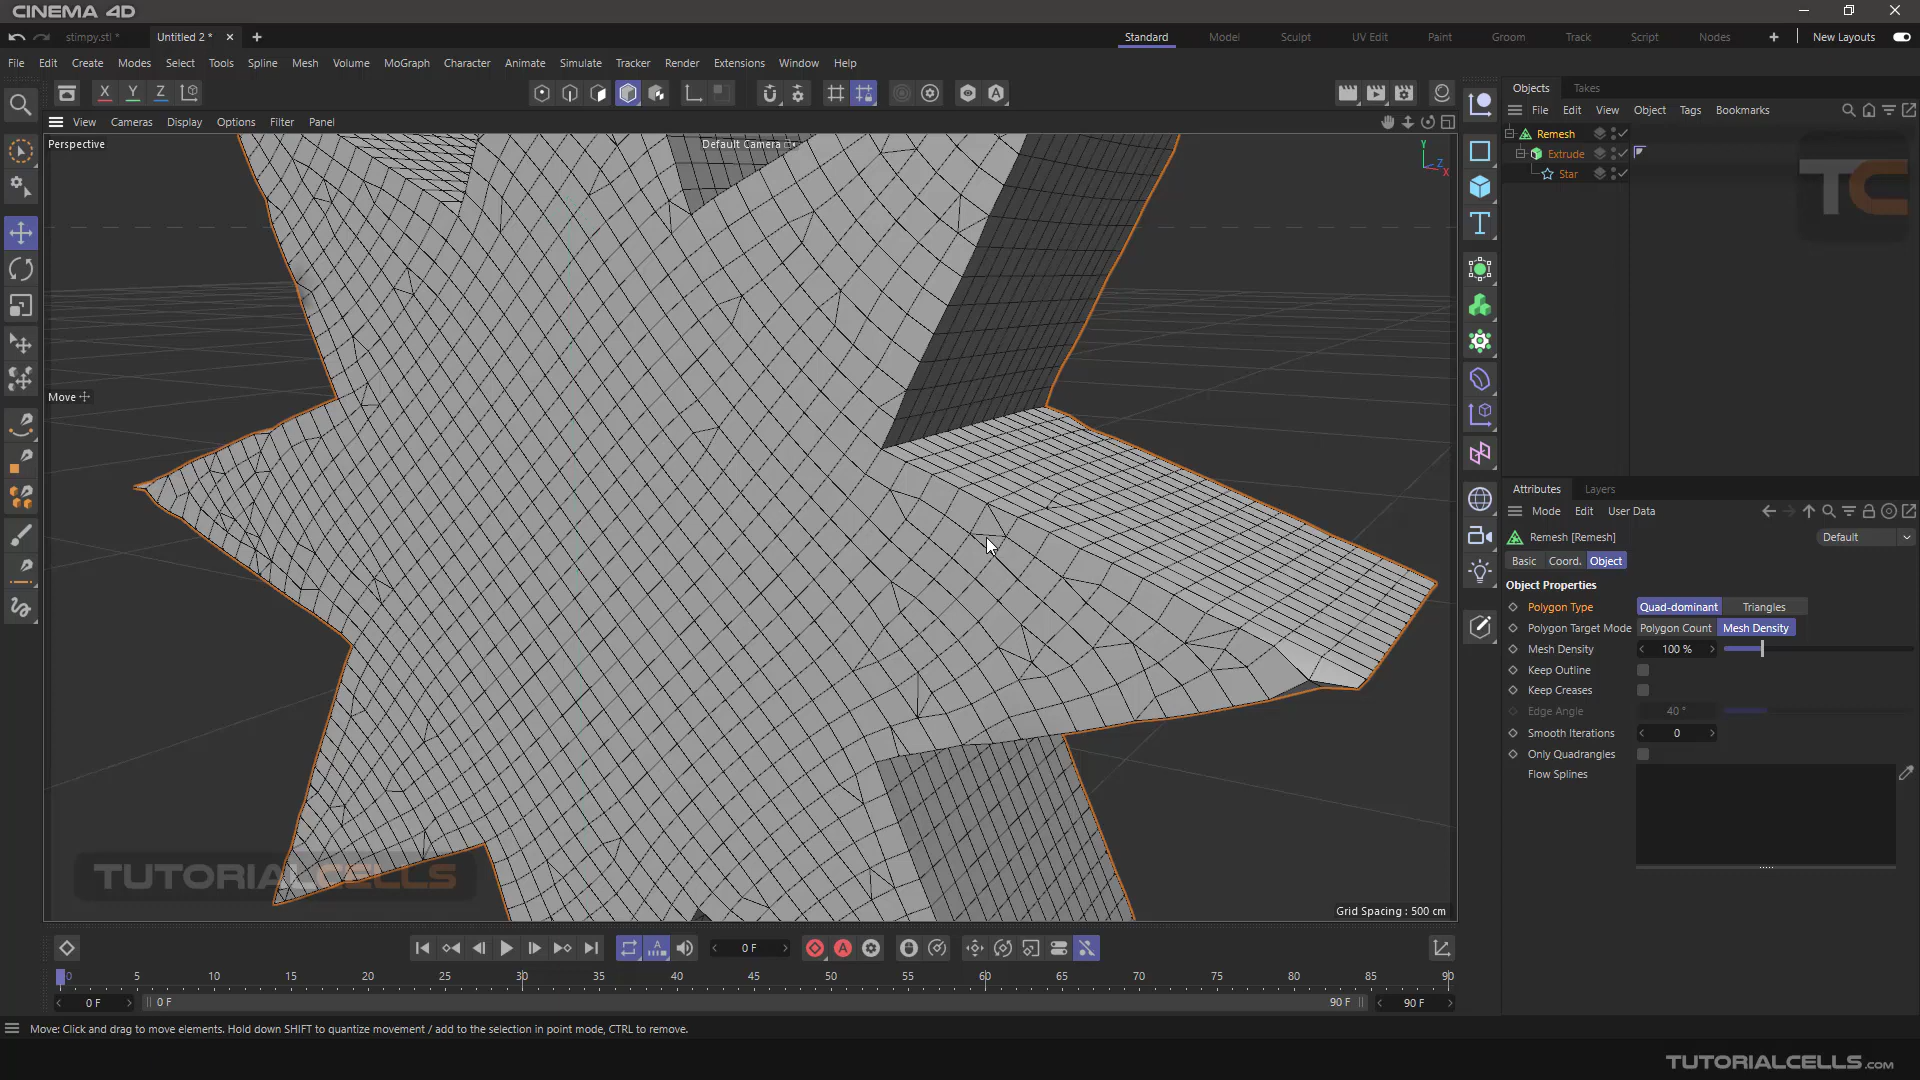 CINEMA 4D
stimpy.stl *
Untitled 2 *
Standard Model Sculpt UV Edit Paint Groom Track Script Nodes New Layouts
File Edit Create Modes Select Tools Spline Mesh Volume MoGraph Character Animate Simulate Tracker Render Extensions Window Help
X Y Z
View Cameras Display Options Filter Panel
Perspective
Default Camera
Y
Z
X
Move
Grid Spacing : 500 cm
TUTORIALCELLS
Objects Takes
File Edit View Object Tags Bookmarks
Remesh
Extrude
Star
TC
Attributes Layers
Mode Edit User Data
Remesh [Remesh]
Default
Basic Coord. Object
Object Properties
Polygon Type Quad-dominant Triangles
Polygon Target Mode Polygon Count Mesh Density
Mesh Density 100 %
Keep Outline
Keep Creases
Edge Angle 40 °
Smooth Iterations 0
Only Quadrangles
Flow Splines
0 F
0 5 10 15 20 25 30 35 40 45 50 55 60 65 70 75 80 85 90
0 F 0 F 90 F 90 F
Move: Click and drag to move elements. Hold down SHIFT to quantize movement / add to the selection in point mode, CTRL to remove.
TUTORIALCELLS.com